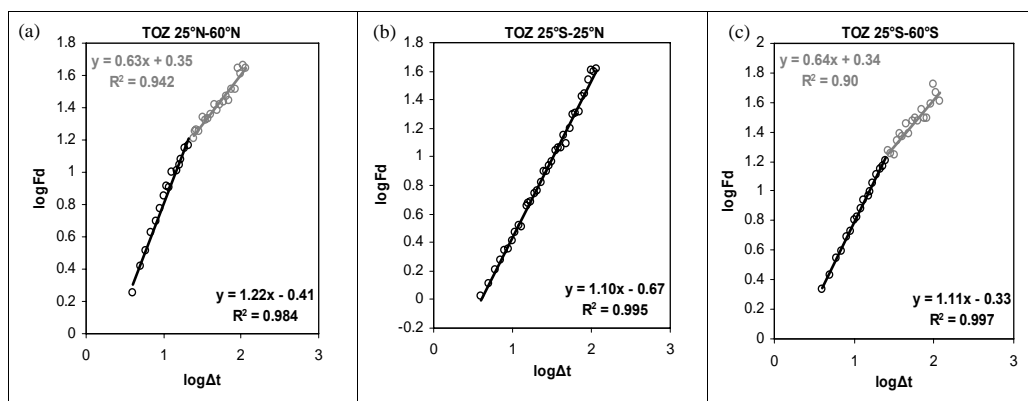 (a)
TOZ 25°N-60°N
y = 0.63x + 0.35
R² = 0.942
y = 1.22x - 0.41
R² = 0.984
logFd
1.8
1.6
1.4
1.2
1
0.8
0.6
0.4
0.2
0
0 1 2 3
logΔt
(b)
TOZ 25°S-25°N
y = 1.10x - 0.67
R² = 0.995
logFd
1.8
1.6
1.4
1.2
1
0.8
0.6
0.4
0.2
0
-0.2
0 1 2 3
logΔt
(c)
TOZ 25°S-60°S
y = 0.64x + 0.34
R² = 0.90
y = 1.11x - 0.33
R² = 0.997
logFd
2
1.8
1.6
1.4
1.2
1
0.8
0.6
0.4
0.2
0
0 1 2 3
logΔt